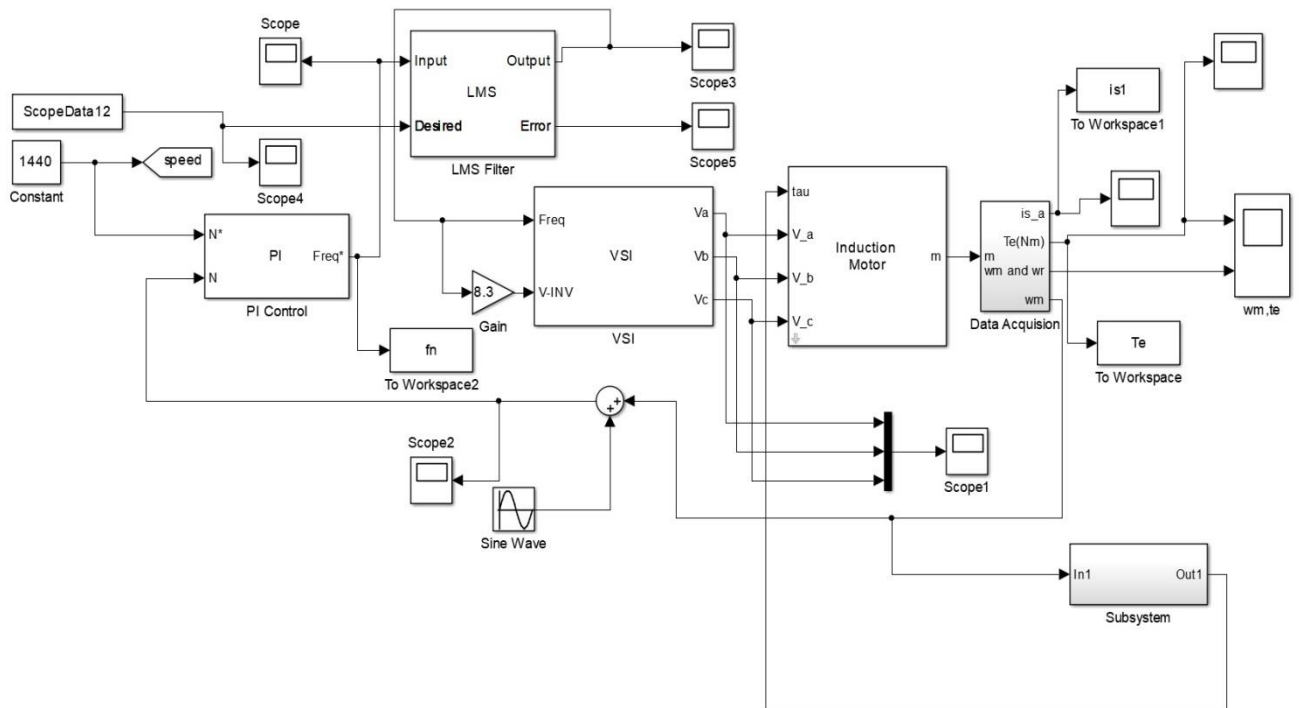 Scope
Input
Output
LMS
Desired
Error
LMS Filter
Scope3
Scope5
ScopeData12
1440
Constant
speed
Scope4
N*
N
PI
Freq*
PI Control
fn
To Workspace2
Freq
V-INV
VSI
Va
Vb
Vc
VSI
8.3
Gain
tau
V_a
V_b
V_c
Induction
Motor
m
m
is_a
Te(Nm)
wm and wr
wm
Data Acquision
is1
To Workspace1
wm,te
Te
To Workspace
Scope2
Sine Wave
+
+
Scope1
In1
Out1
Subsystem